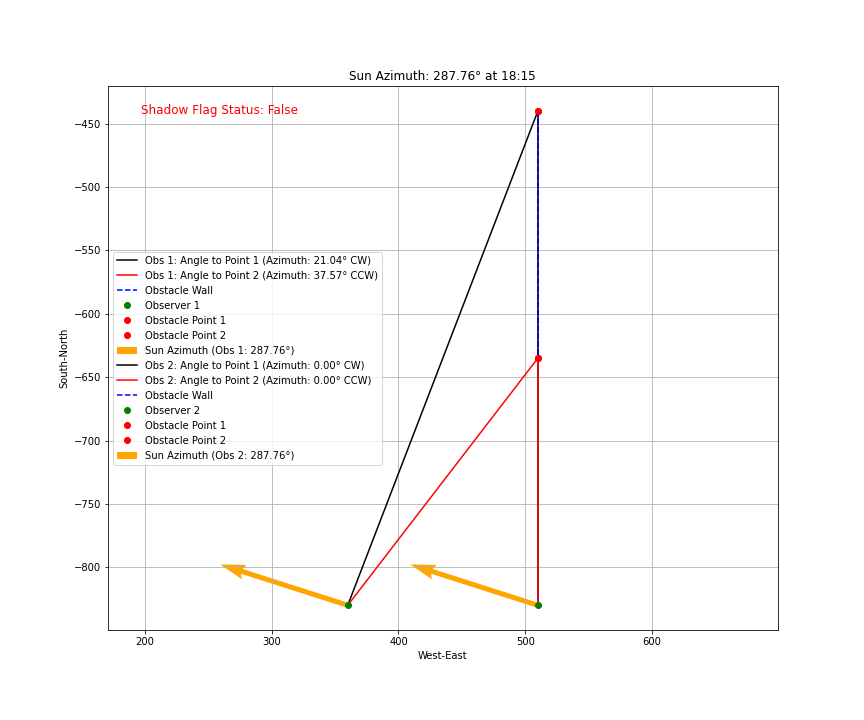 Sun Azimuth: 287.76° at 18:15
Shadow Flag Status: False
−450
−500
−550
−600
−650
−700
−750
−800
South-North
Obs 1: Angle to Point 1 (Azimuth: 21.04° CW)
Obs 1: Angle to Point 2 (Azimuth: 37.57° CCW)
Obstacle Wall
Observer 1
Obstacle Point 1
Obstacle Point 2
Sun Azimuth (Obs 1: 287.76°)
Obs 2: Angle to Point 1 (Azimuth: 0.00° CW)
Obs 2: Angle to Point 2 (Azimuth: 0.00° CCW)
Obstacle Wall
Observer 2
Obstacle Point 1
Obstacle Point 2
Sun Azimuth (Obs 2: 287.76°)
200
300
400
500
600
West-East